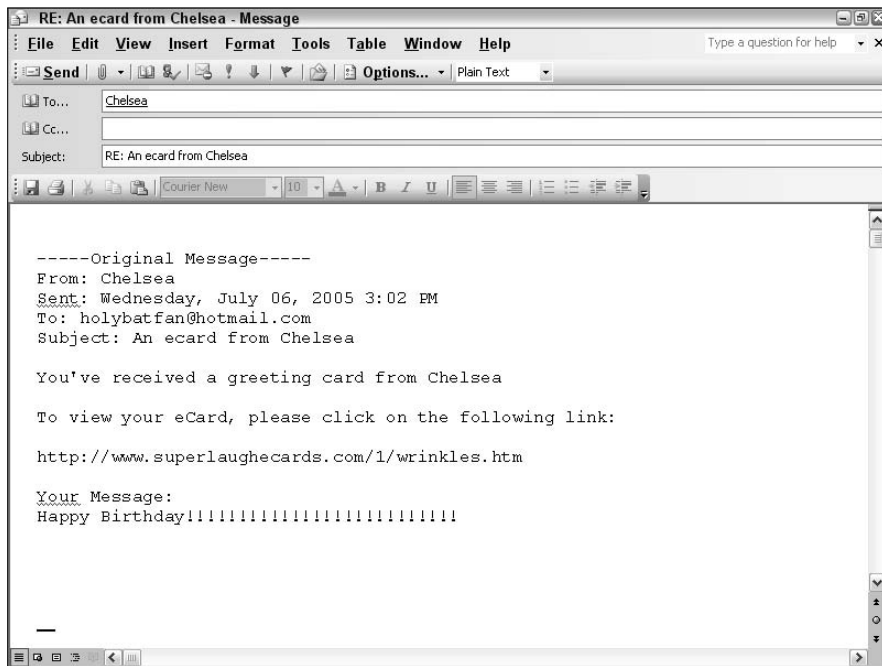 RE: An ecard from Chelsea - Message
File Edit View Insert Format Tools Table Window Help Type a question for help
Send Options... Plain Text
To... Chelsea
Cc...
Subject: RE: An ecard from Chelsea
Courier New 10 A B I U
-----Original Message-----
From: Chelsea
Sent: Wednesday, July 06, 2005 3:02 PM
To: holybatfan@hotmail.com
Subject: An ecard from Chelsea
You've received a greeting card from Chelsea
To view your eCard, please click on the following link:
http://www.superlaughecards.com/1/wrinkles.htm
Your Message:
Happy Birthday!!!!!!!!!!!!!!!!!!!!!!!!!!